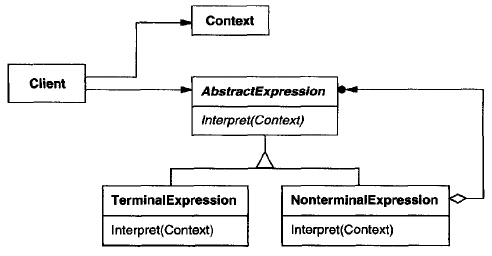 Context
Client
AbstractExpression
Interpret(Context)
TerminalExpression
Interpret(Context)
NonterminalExpression
Interpret(Context)